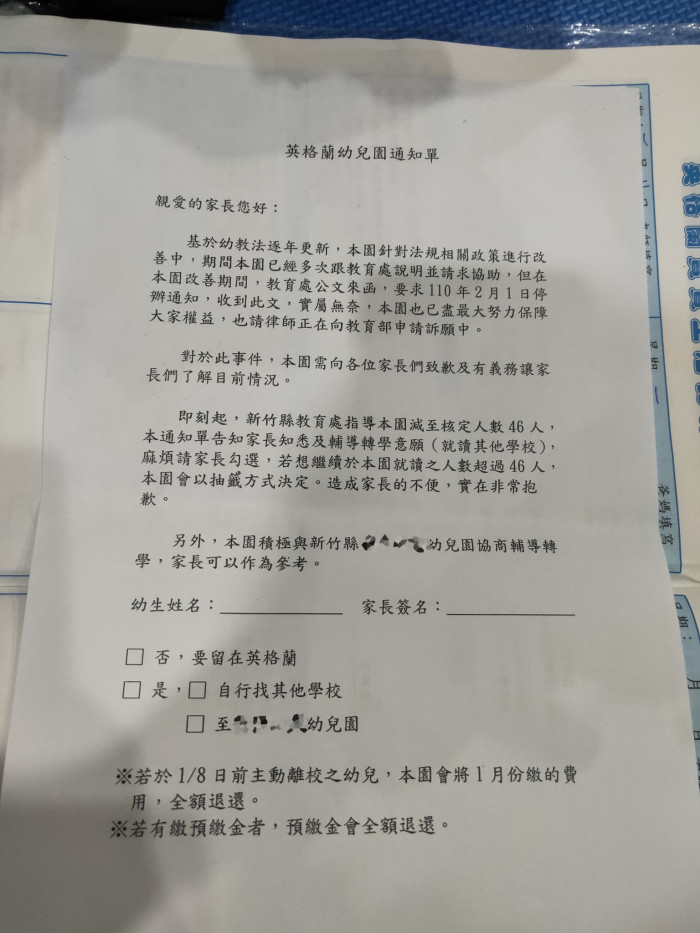 英格蘭幼兒園通知單
親愛的家長您好：
基於幼教法逐年更新，本園針對法規相關政策進行改
善中，期間本園已經多次跟教育處說明並請求協助，但在
本園改善期間，教育處公文來函，要求 110 年 2 月 1 日停
辦通知，收到此文，實屬無奈，本園也已盡最大努力保障
大家權益，也請律師正在向教育部申請訴願中。
對於此事件，本園需向各位家長們致歉及有義務讓家
長們了解目前情況。
即刻起，新竹縣教育處指導本園減至核定人數 46 人，
本通知單告知家長知悉及輔導轉學意願（就讀其他學校），
麻煩請家長勾選，若想繼續於本園就讀之人數超過 46 人，
本園會以抽籤方式決定。造成家長的不便，實在非常抱
歉。
另外，本園積極與新竹縣幼兒園協商輔導轉
學，家長可以作為參考。
幼生姓名：____________ 家長簽名：____________
□ 否，要留在英格蘭
□ 是，□ 自行找其他學校
□ 至幼兒園
※若於 1/8 日前主動離校之幼兒，本園會將 1 月份繳的費
用，全額退還。
※若有繳預繳金者，預繳金會全額退還。
爸媽填寫
星期一
日期：
月